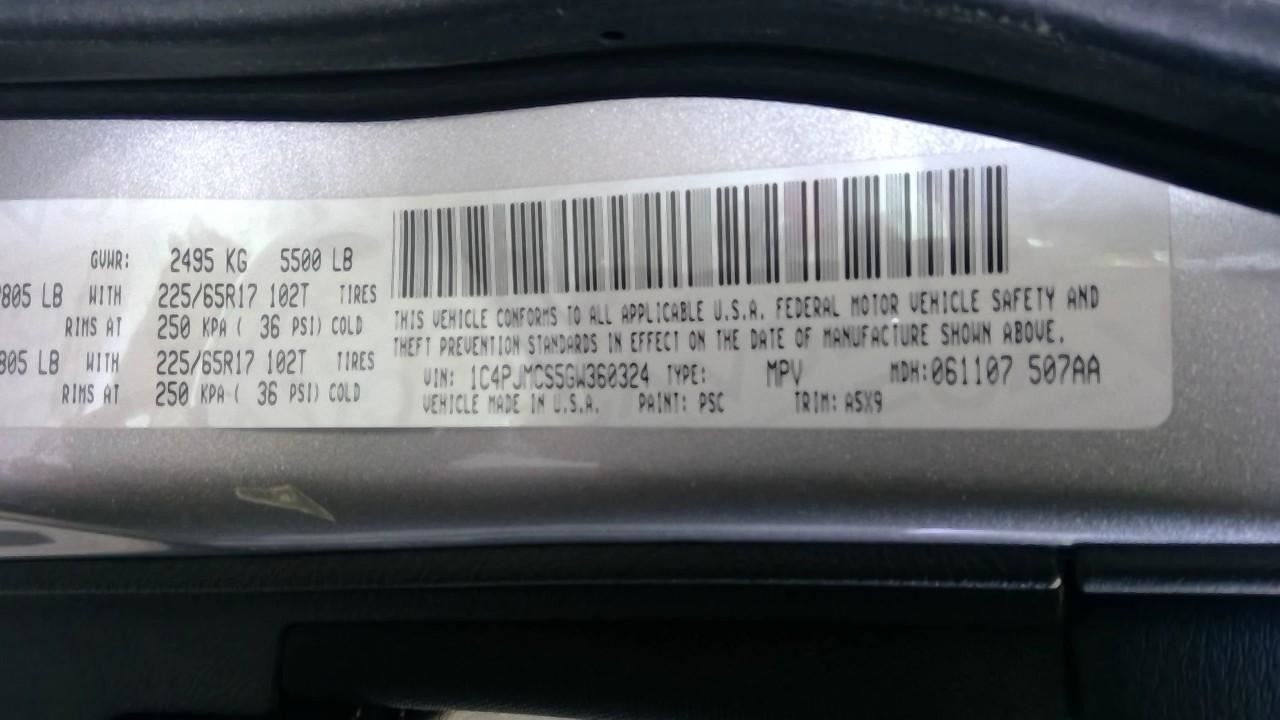 GVWR: 2495 KG 5500 LB
805 LB WITH 225/65R17 102T TIRES
RIMS AT 250 KPA ( 36 PSI) COLD
805 LB WITH 225/65R17 102T TIRES
RIMS AT 250 KPA ( 36 PSI) COLD
THIS VEHICLE CONFORMS TO ALL APPLICABLE U.S.A. FEDERAL MOTOR VEHICLE SAFETY AND
THEFT PREVENTION STANDARDS IN EFFECT ON THE DATE OF MANUFACTURE SHOWN ABOVE.
VIN: 1C4PJMCS5GW360324 TYPE: MPV MDH:061107 507AA
VEHICLE MADE IN U.S.A. PAINT: PSC TRIM: A5X9